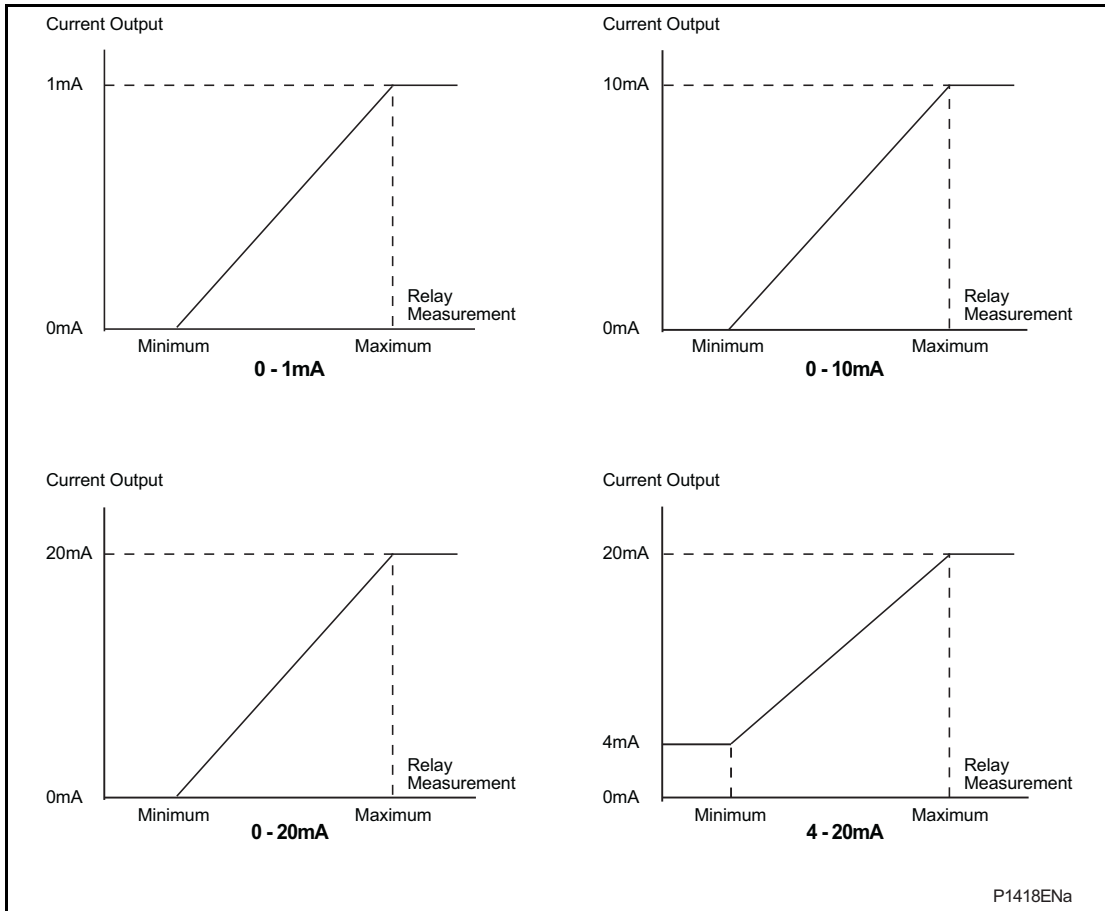 Current Output
1mA
0mA
Relay
Measurement
Minimum
Maximum
0 - 1mA
Current Output
10mA
0mA
Relay
Measurement
Minimum
Maximum
0 - 10mA
Current Output
20mA
0mA
Relay
Measurement
Minimum
Maximum
0 - 20mA
Current Output
20mA
4mA
0mA
Relay
Measurement
Minimum
Maximum
4 - 20mA
P1418ENa